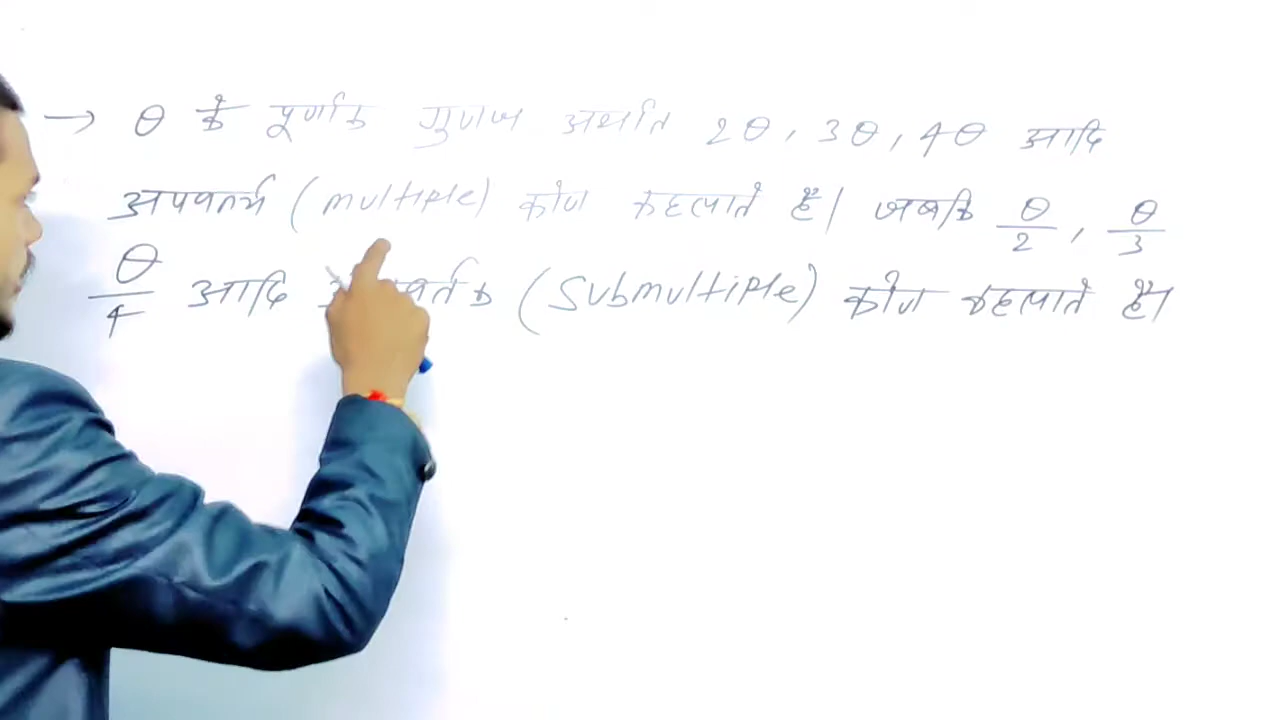 → θ के पूर्णांक गुणज अर्थात 2θ, 3θ, 4θ आदि
अपवर्त्य (multiple) कोण कहलाते हैं। जबकि θ/2, θ/3
θ/4 आदि (Submultiple) कोण कहलाते हैं।